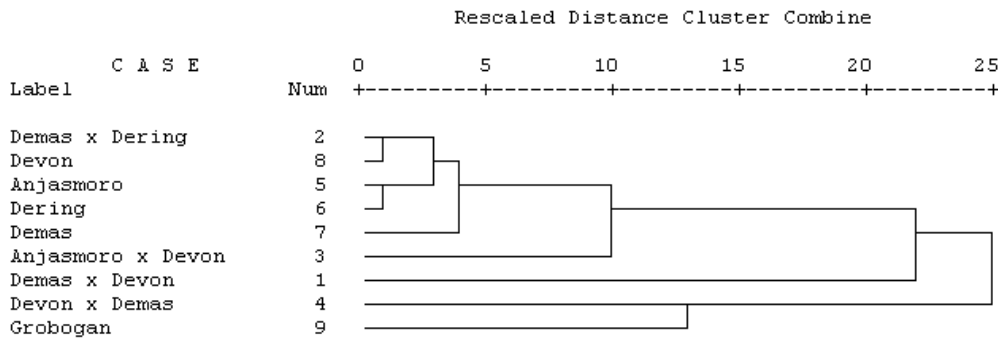 Rescaled Distance Cluster Combine
C A S E 0 5 10 15 20 25
Label Num +---------+---------+---------+---------+---------+
Demas x Dering 2
Devon 8
Anjasmoro 5
Dering 6
Demas 7
Anjasmoro x Devon 3
Demas x Devon 1
Devon x Demas 4
Grobogan 9